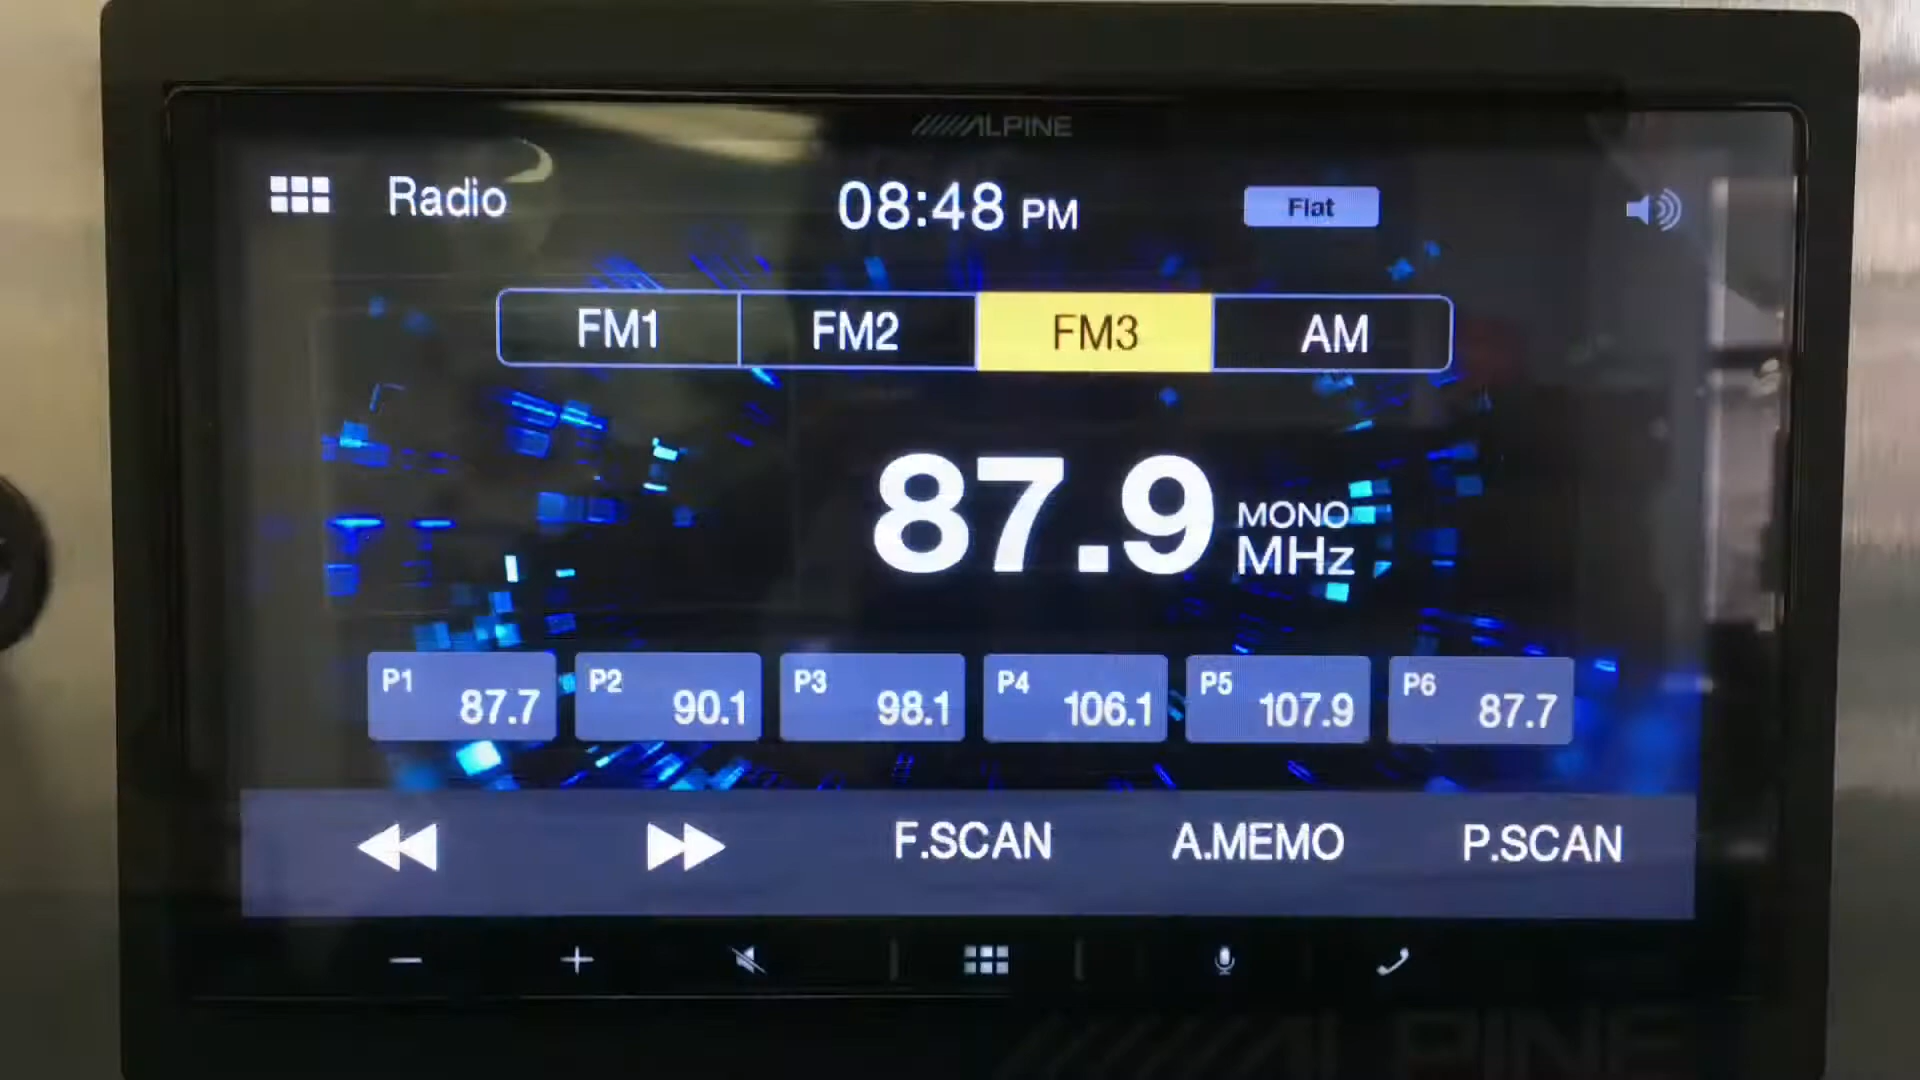 ALPINE
Radio
08:48 PM
Flat
FM1
FM2
FM3
AM
87.9
MONO
MHz
P1 87.7
P2 90.1
P3 98.1
P4 106.1
P5 107.9
P6 87.7
F.SCAN
A.MEMO
P.SCAN
ALPINE